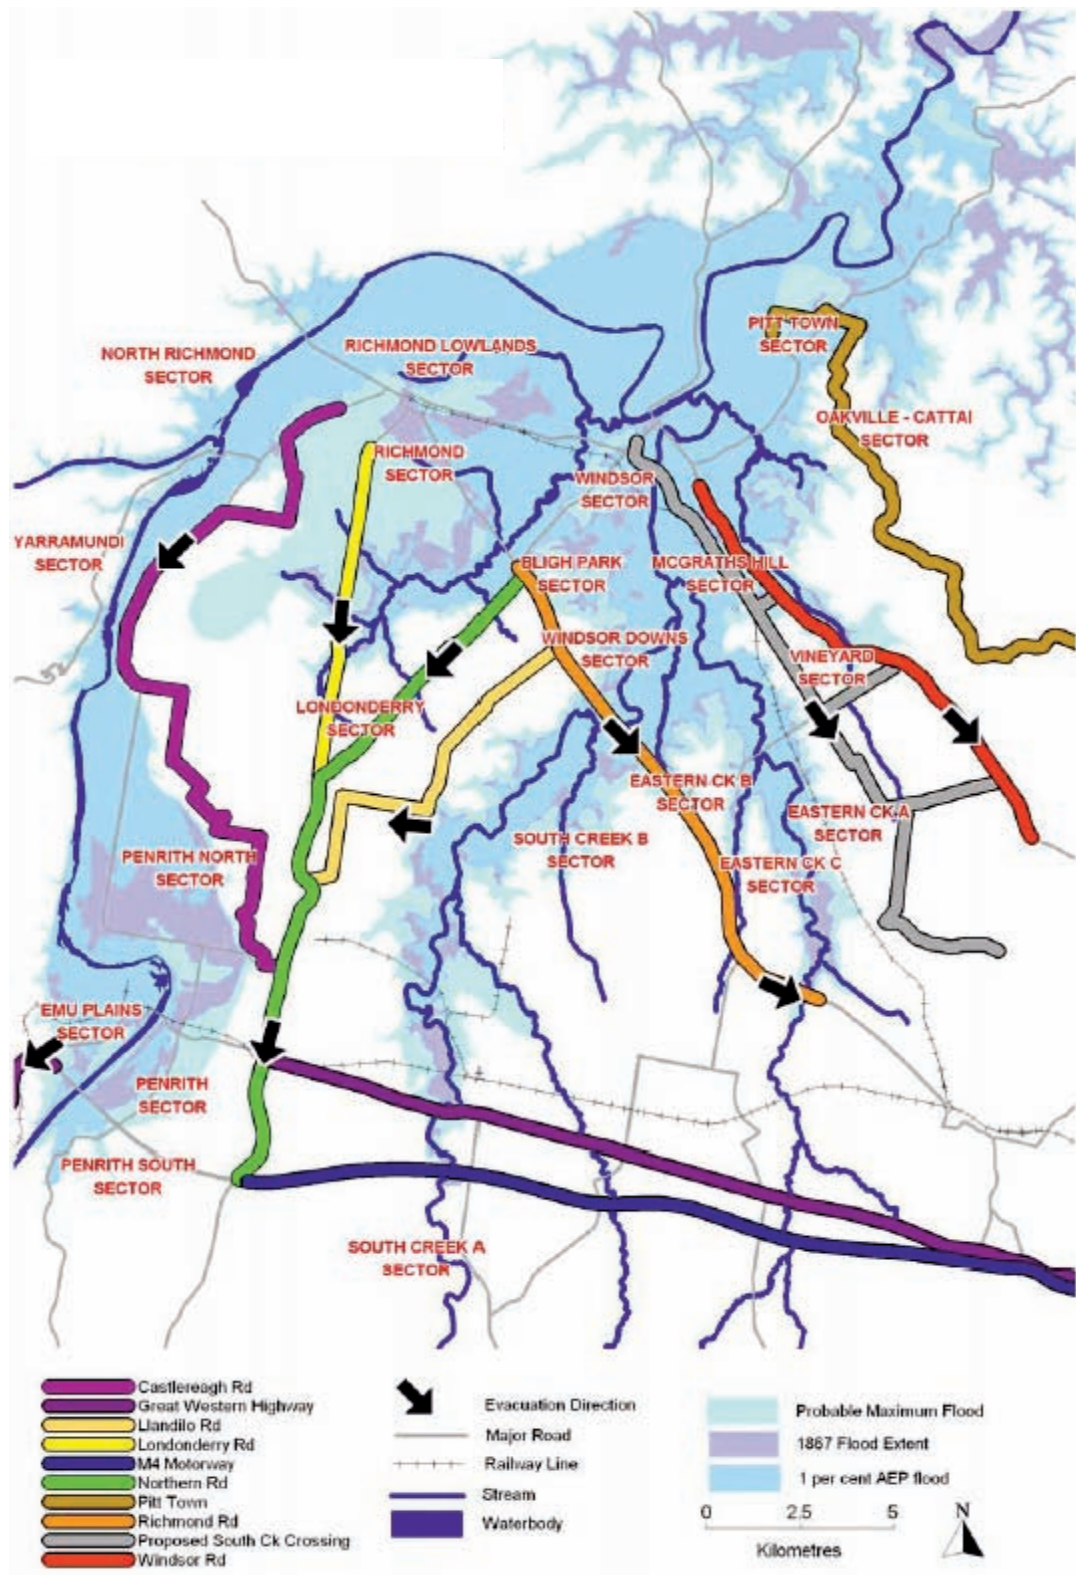 PITT TOWN
SECTOR
NORTH RICHMOND
SECTOR
RICHMOND LOWLANDS
SECTOR
OAKVILLE - CATTAI
SECTOR
RICHMOND
SECTOR
WINDSOR
SECTOR
YARRAMUNDI
SECTOR
BLIGH PARK
SECTOR
MCGRATHS HILL
SECTOR
WINDSOR DOWNS
SECTOR
VINEYARD
SECTOR
LONDONDERRY
SECTOR
EASTERN CK B
SECTOR
EASTERN CK A
SECTOR
SOUTH CREEK B
SECTOR
PENRITH NORTH
SECTOR
EASTERN CK C
SECTOR
EMU PLAINS
SECTOR
PENRITH
SECTOR
PENRITH SOUTH
SECTOR
SOUTH CREEK A
SECTOR
Castlereagh Rd
Great Western Highway
Llandilo Rd
Londonderry Rd
M4 Motorway
Northern Rd
Pitt Town
Richmond Rd
Proposed South Ck Crossing
Windsor Rd
Evacuation Direction
Major Road
Railway Line
Stream
Waterbody
Probable Maximum Flood
1867 Flood Extent
1 per cent AEP flood
0 2.5 5
Kilometres
N